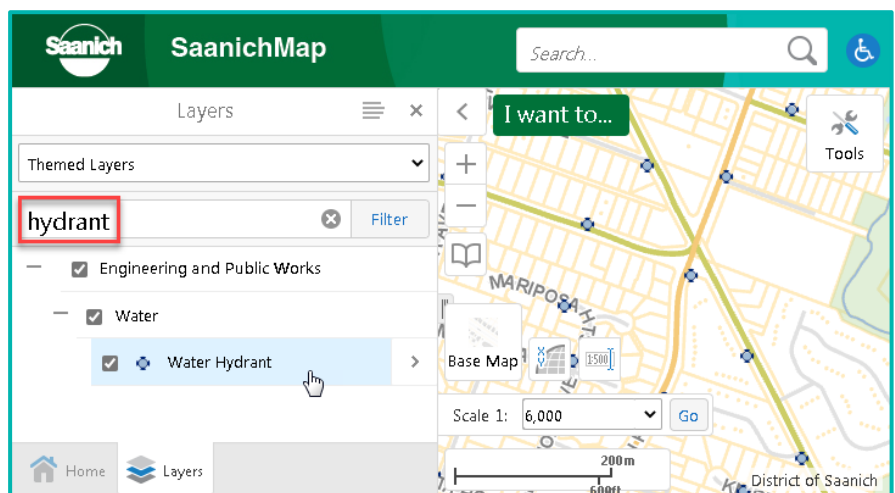 Saanich
SaanichMap
Search...
Layers
I want to...
Tools
Themed Layers
hydrant
Filter
Engineering and Public Works
Water
Water Hydrant
MARIPOSA
Base Map
1:500
Scale 1:
6,000
Go
Home
Layers
200m
600ft
District of Saanich